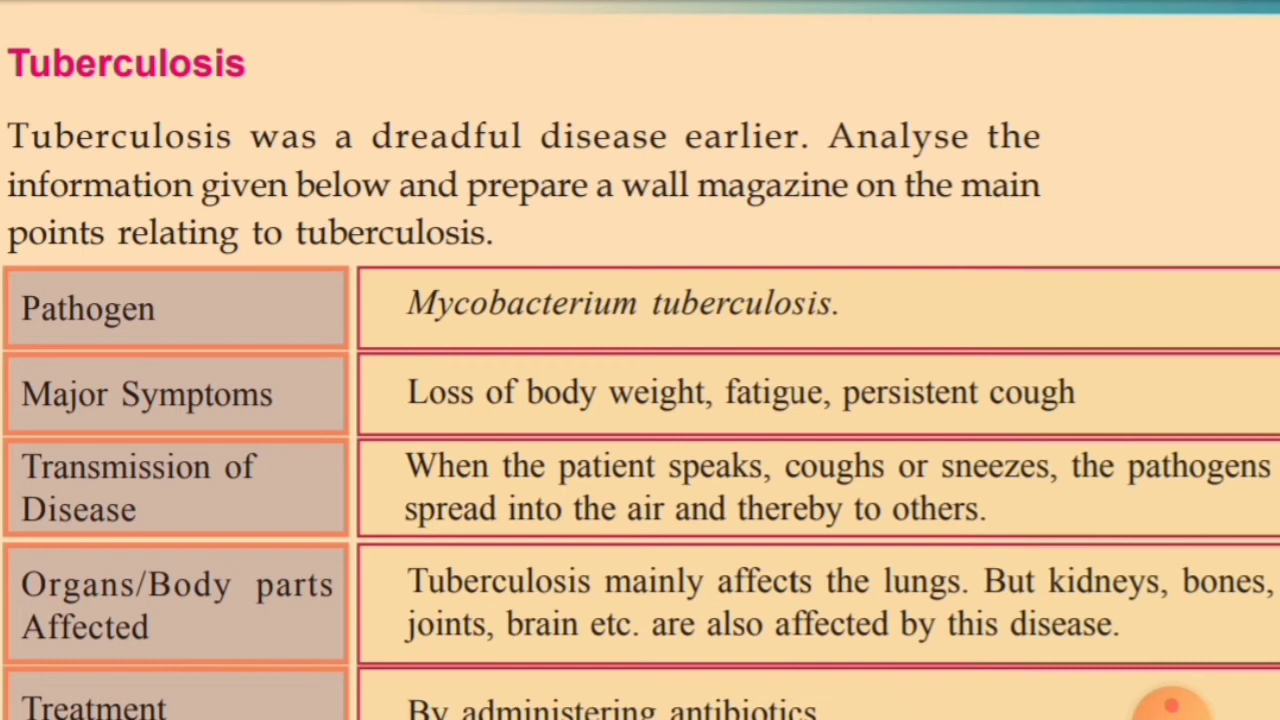 Tuberculosis
Tuberculosis was a dreadful disease earlier. Analyse the
information given below and prepare a wall magazine on the main
points relating to tuberculosis.
Pathogen
Mycobacterium tuberculosis.
Major Symptoms
Loss of body weight, fatigue, persistent cough
Transmission of
Disease
When the patient speaks, coughs or sneezes, the pathogens
spread into the air and thereby to others.
Organs/Body parts
Affected
Tuberculosis mainly affects the lungs. But kidneys, bones,
joints, brain etc. are also affected by this disease.
Treatment
By administering antibiotics